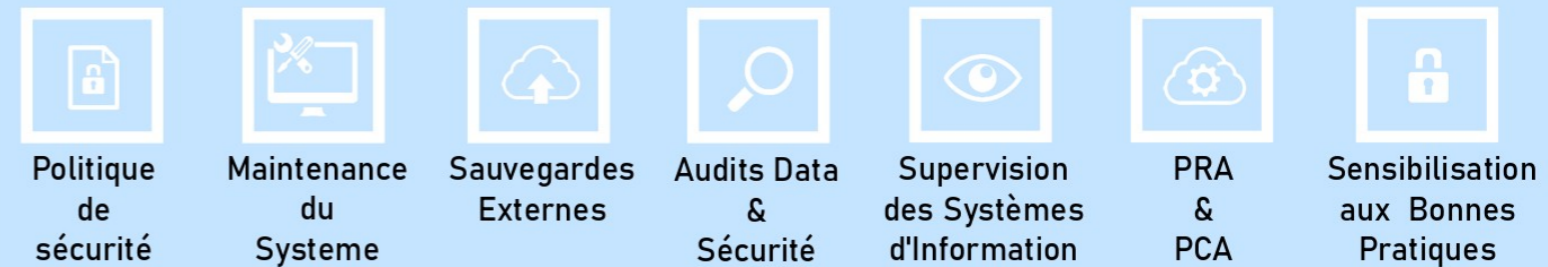 Politique
de
sécurité
Maintenance
du
Systeme
Sauvegardes
Externes
Audits Data
&
Sécurité
Supervision
des Systèmes
d'Information
PRA
&
PCA
Sensibilisation
aux Bonnes
Pratiques